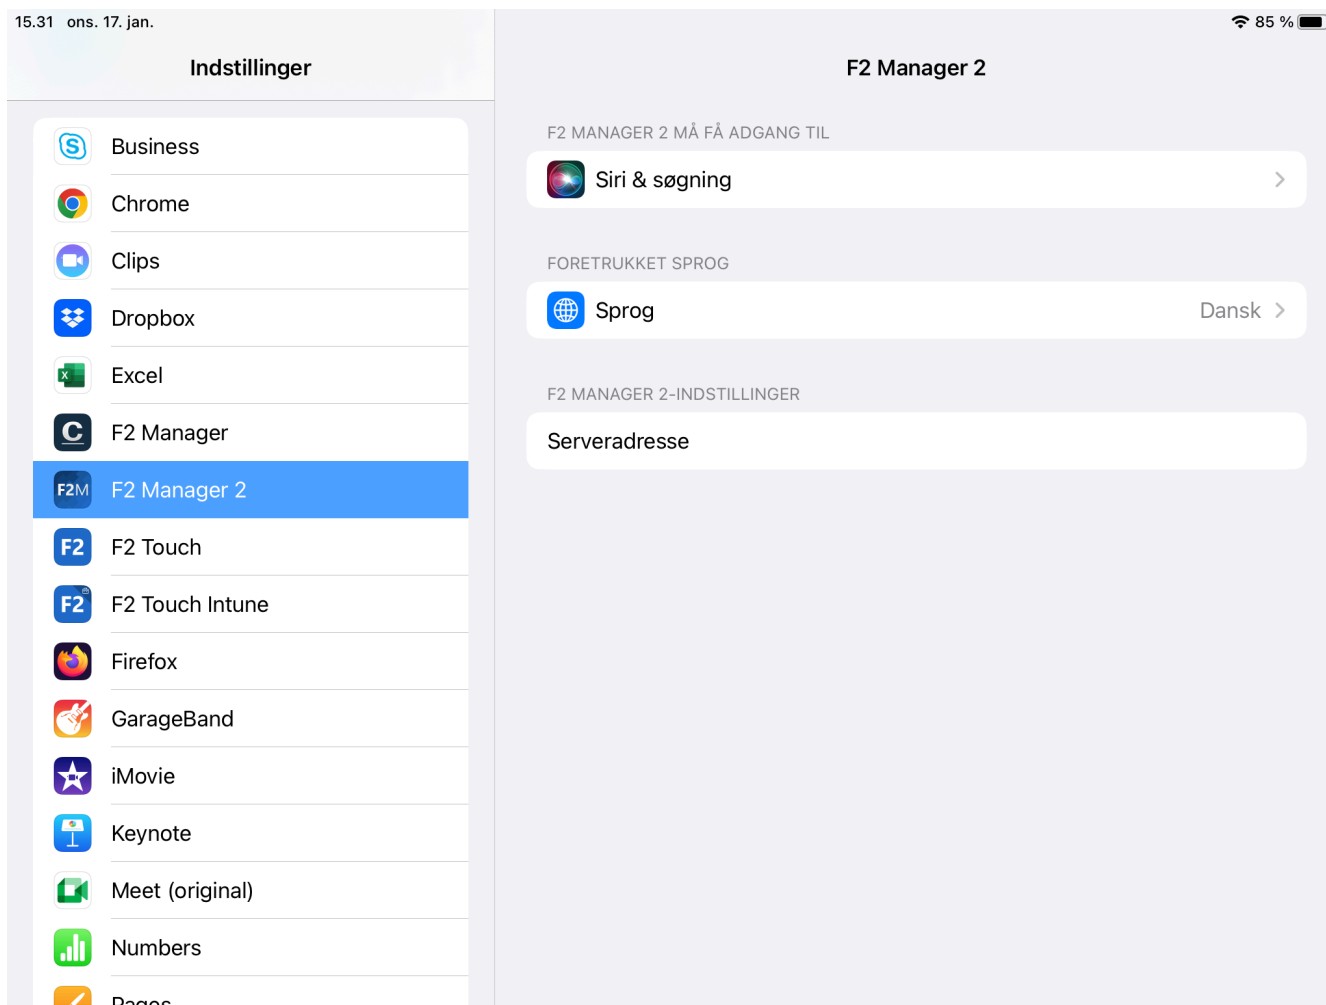 15.31 ons. 17. jan.
85 %
Indstillinger
Business
Chrome
Clips
Dropbox
Excel
F2 Manager
F2M F2 Manager 2
F2 F2 Touch
F2 F2 Touch Intune
Firefox
GarageBand
iMovie
Keynote
Meet (original)
Numbers
Pages
F2 Manager 2
F2 MANAGER 2 MÅ FÅ ADGANG TIL
Siri & søgning
FORETRUKKET SPROG
Sprog Dansk
F2 MANAGER 2-INDSTILLINGER
Serveradresse